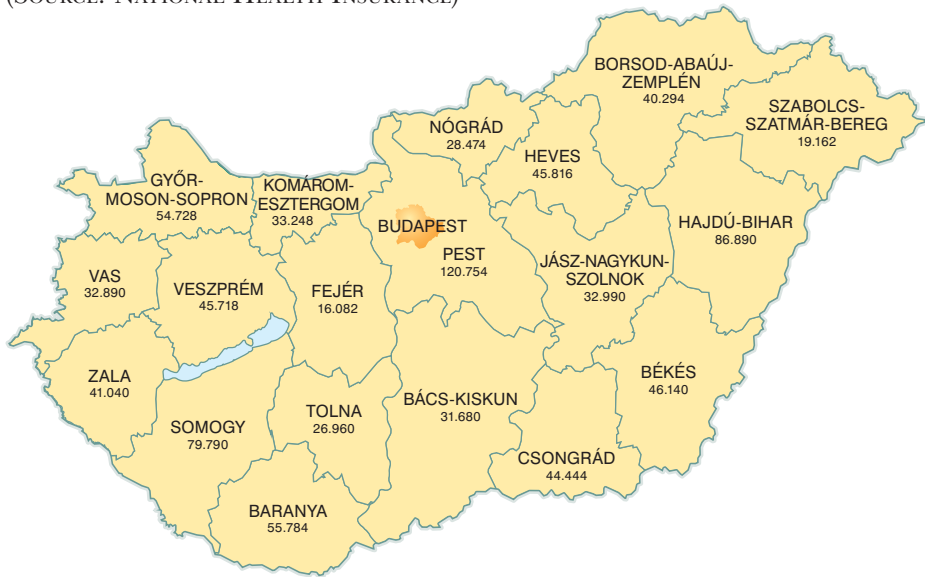 (SOURCE: NATIONAL HEALTH INSURANCE)
BORSOD-ABAÚJ-
ZEMPLÉN
40.294
SZABOLCS-
SZATMÁR-BEREG
19.162
NÓGRÁD
28.474
HEVES
45.816
GYŐR-
MOSON-SOPRON
54.728
KOMÁROM-
ESZTERGOM
33.248
BUDAPEST
PEST
120.754
HAJDÚ-BIHAR
86.890
JÁSZ-NAGYKUN-
SZOLNOK
32.990
VAS
32.890
VESZPRÉM
45.718
FEJÉR
16.082
ZALA
41.040
SOMOGY
79.790
TOLNA
26.960
BÁCS-KISKUN
31.680
BÉKÉS
46.140
CSONGRÁD
44.444
BARANYA
55.784